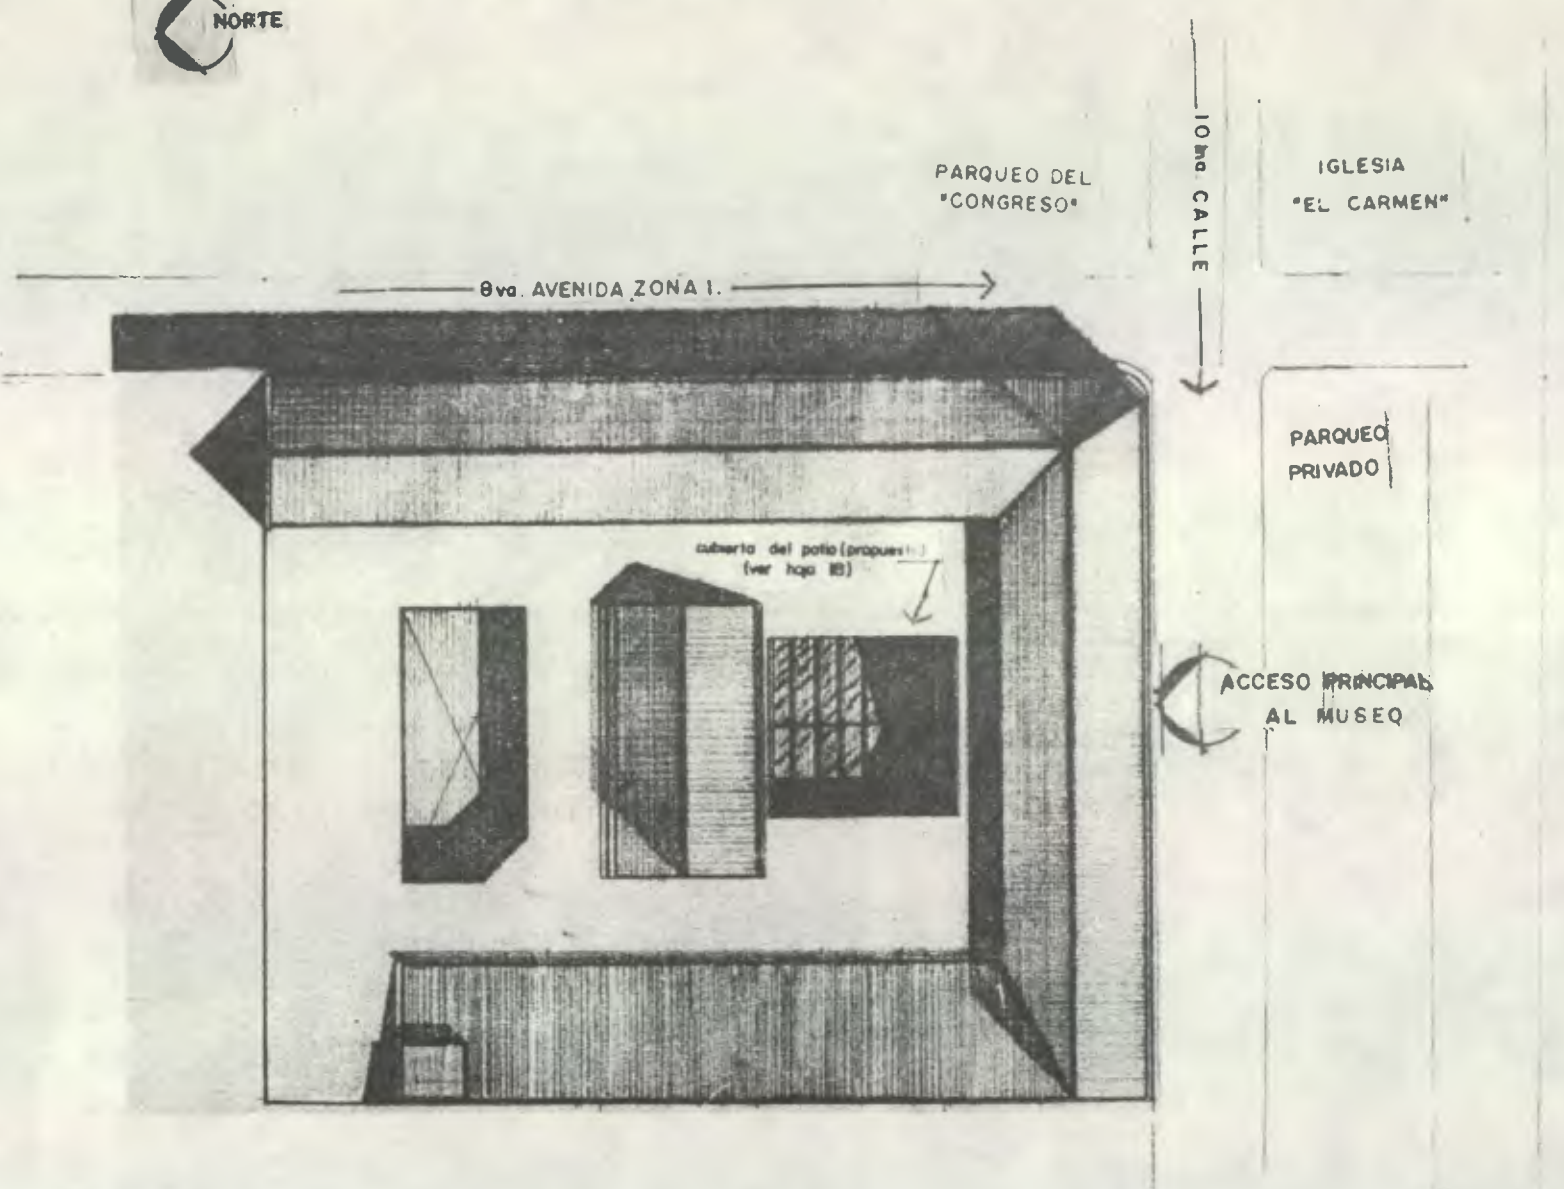 NORTE
PARQUEO DEL
"CONGRESO"
10ma. CALLE
IGLESIA
"EL CARMEN"
8va. AVENIDA ZONA 1.
PARQUEO
PRIVADO
cubierta del patio (propuesta)
(ver hoja 18)
ACCESO PRINCIPAL
AL MUSEO